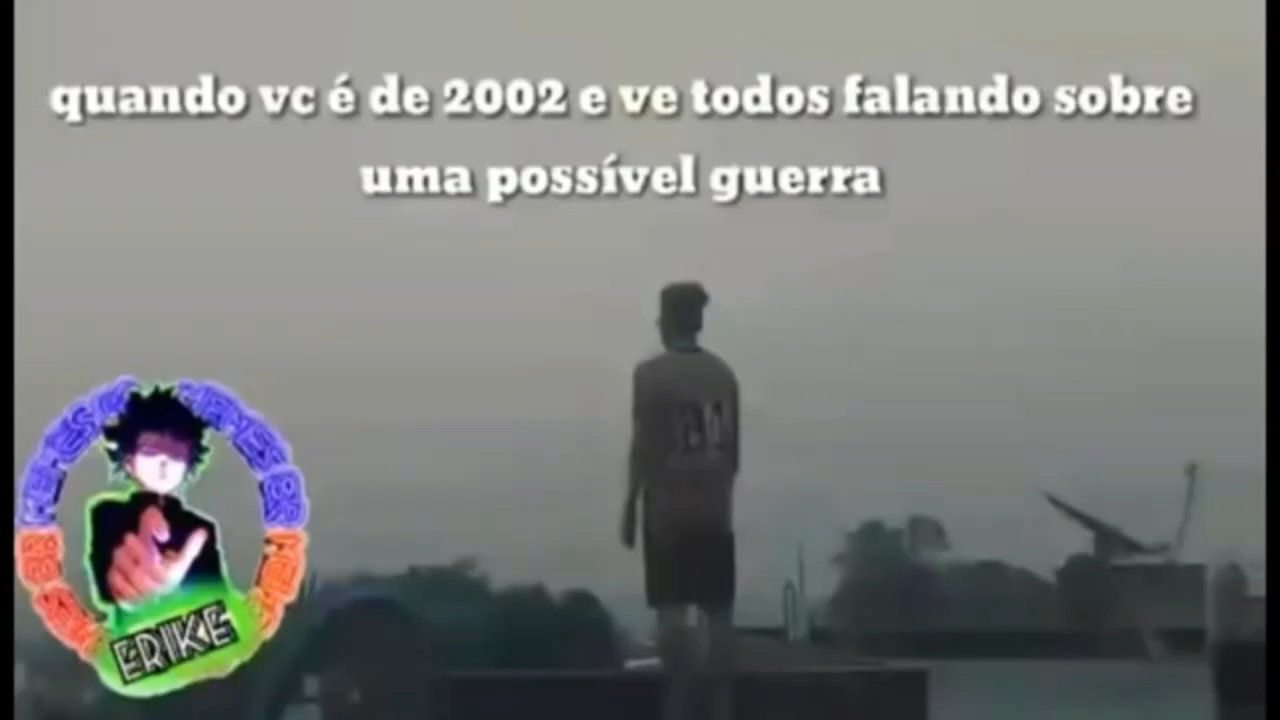 quando vc é de 2002 e ve todos falando sobre
uma possível guerra
ERIKE